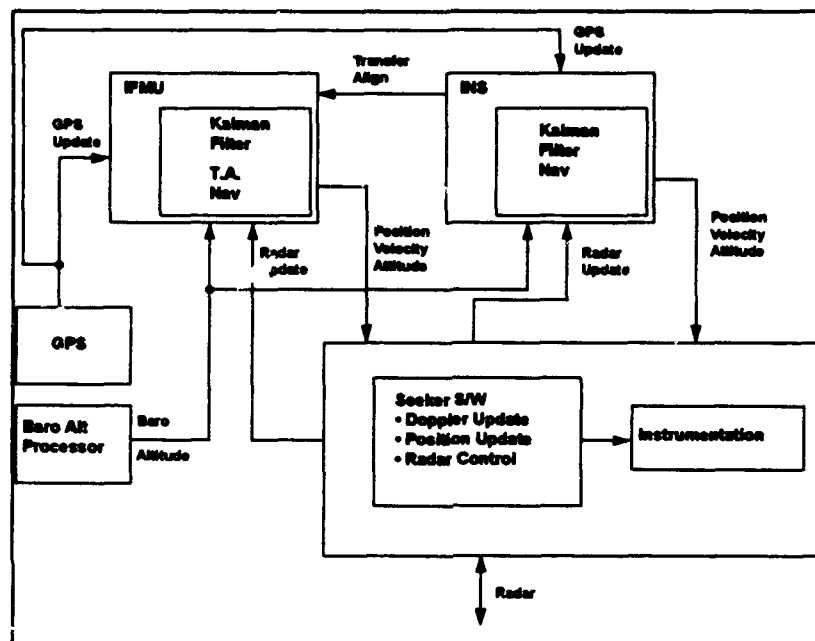 GPS
Update
Transfer
Align
IFMU
INS
Kalman
Filter
T.A.
Nav
Kalman
Filter
Nav
GPS
Update
Position
Velocity
Attitude
Radar
Update
Position
Velocity
Attitude
Radar
Update
GPS
Baro Alt
Processor
Baro
Altitude
Seeker S/W
• Doppler Update
• Position Update
• Radar Control
Instrumentation
Radar